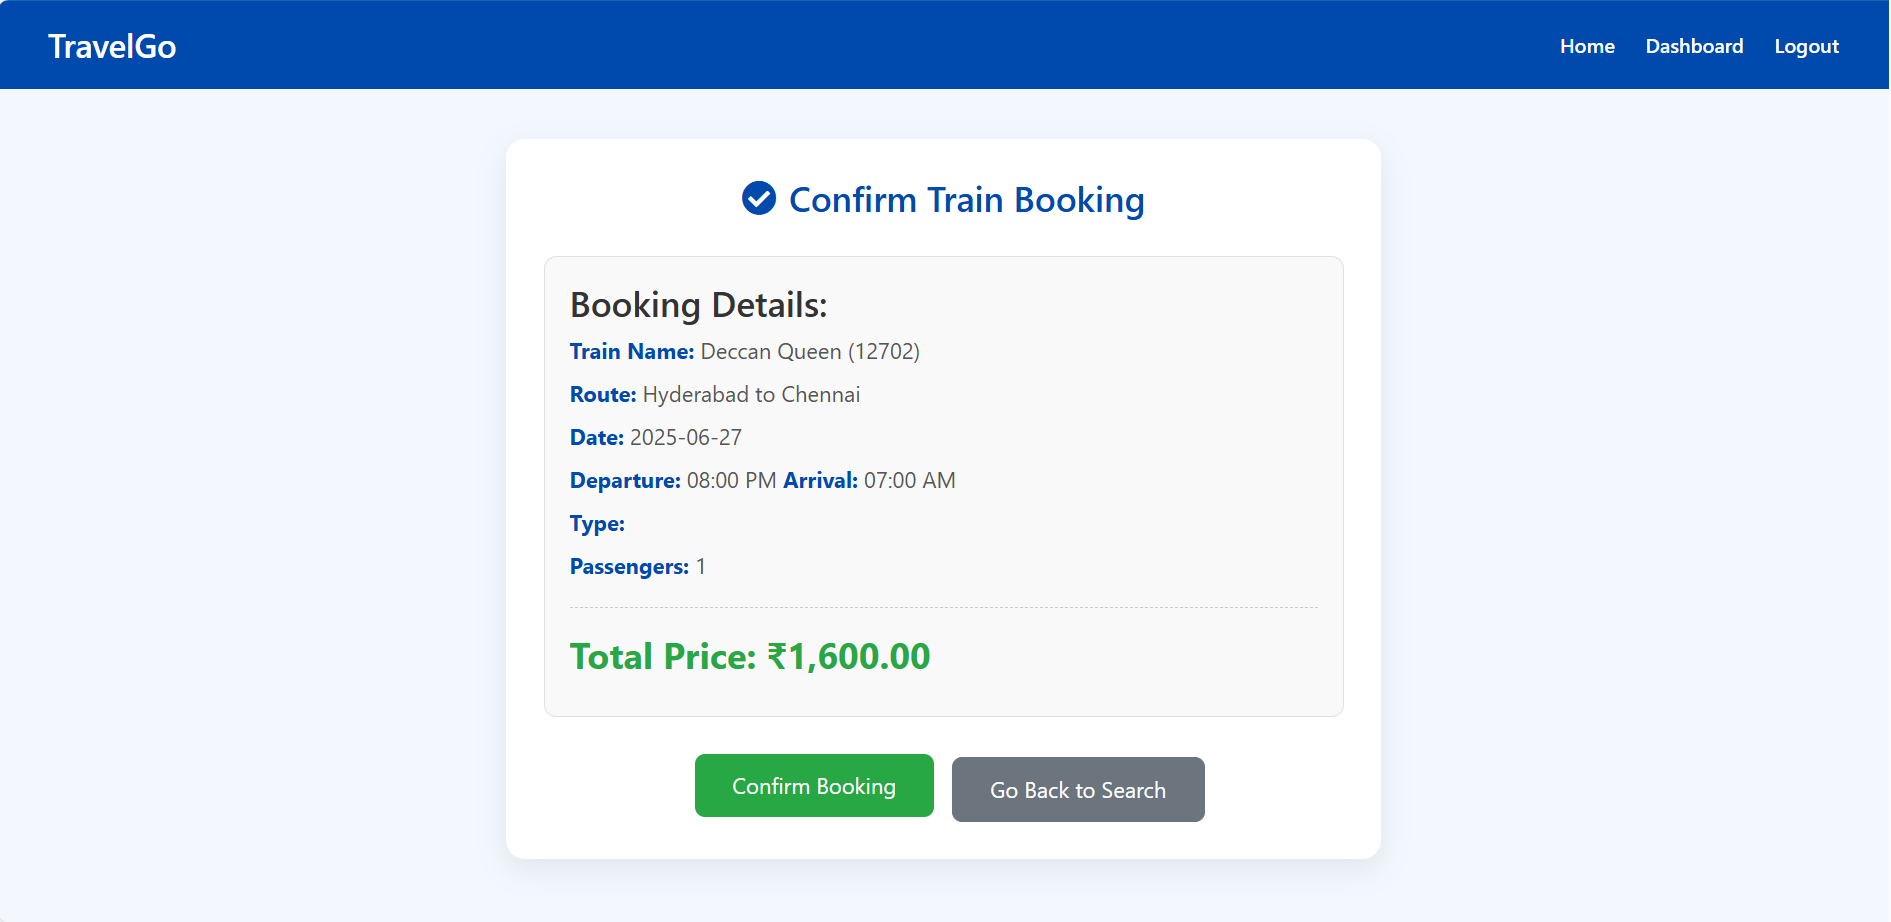 TravelGo
Home Dashboard Logout
Confirm Train Booking
Booking Details:
Train Name: Deccan Queen (12702)
Route: Hyderabad to Chennai
Date: 2025-06-27
Departure: 08:00 PM Arrival: 07:00 AM
Type:
Passengers: 1
Total Price: ₹1,600.00
Confirm Booking
Go Back to Search